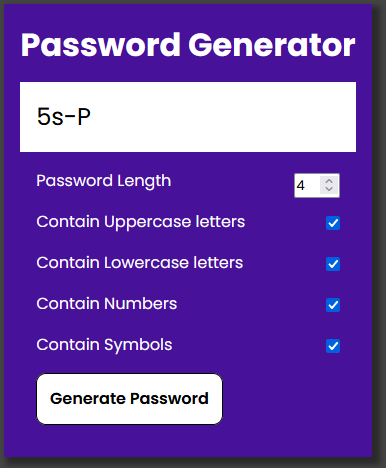 Password Generator
5s-P
Password Length 4
Contain Uppercase letters
Contain Lowercase letters
Contain Numbers
Contain Symbols
Generate Password